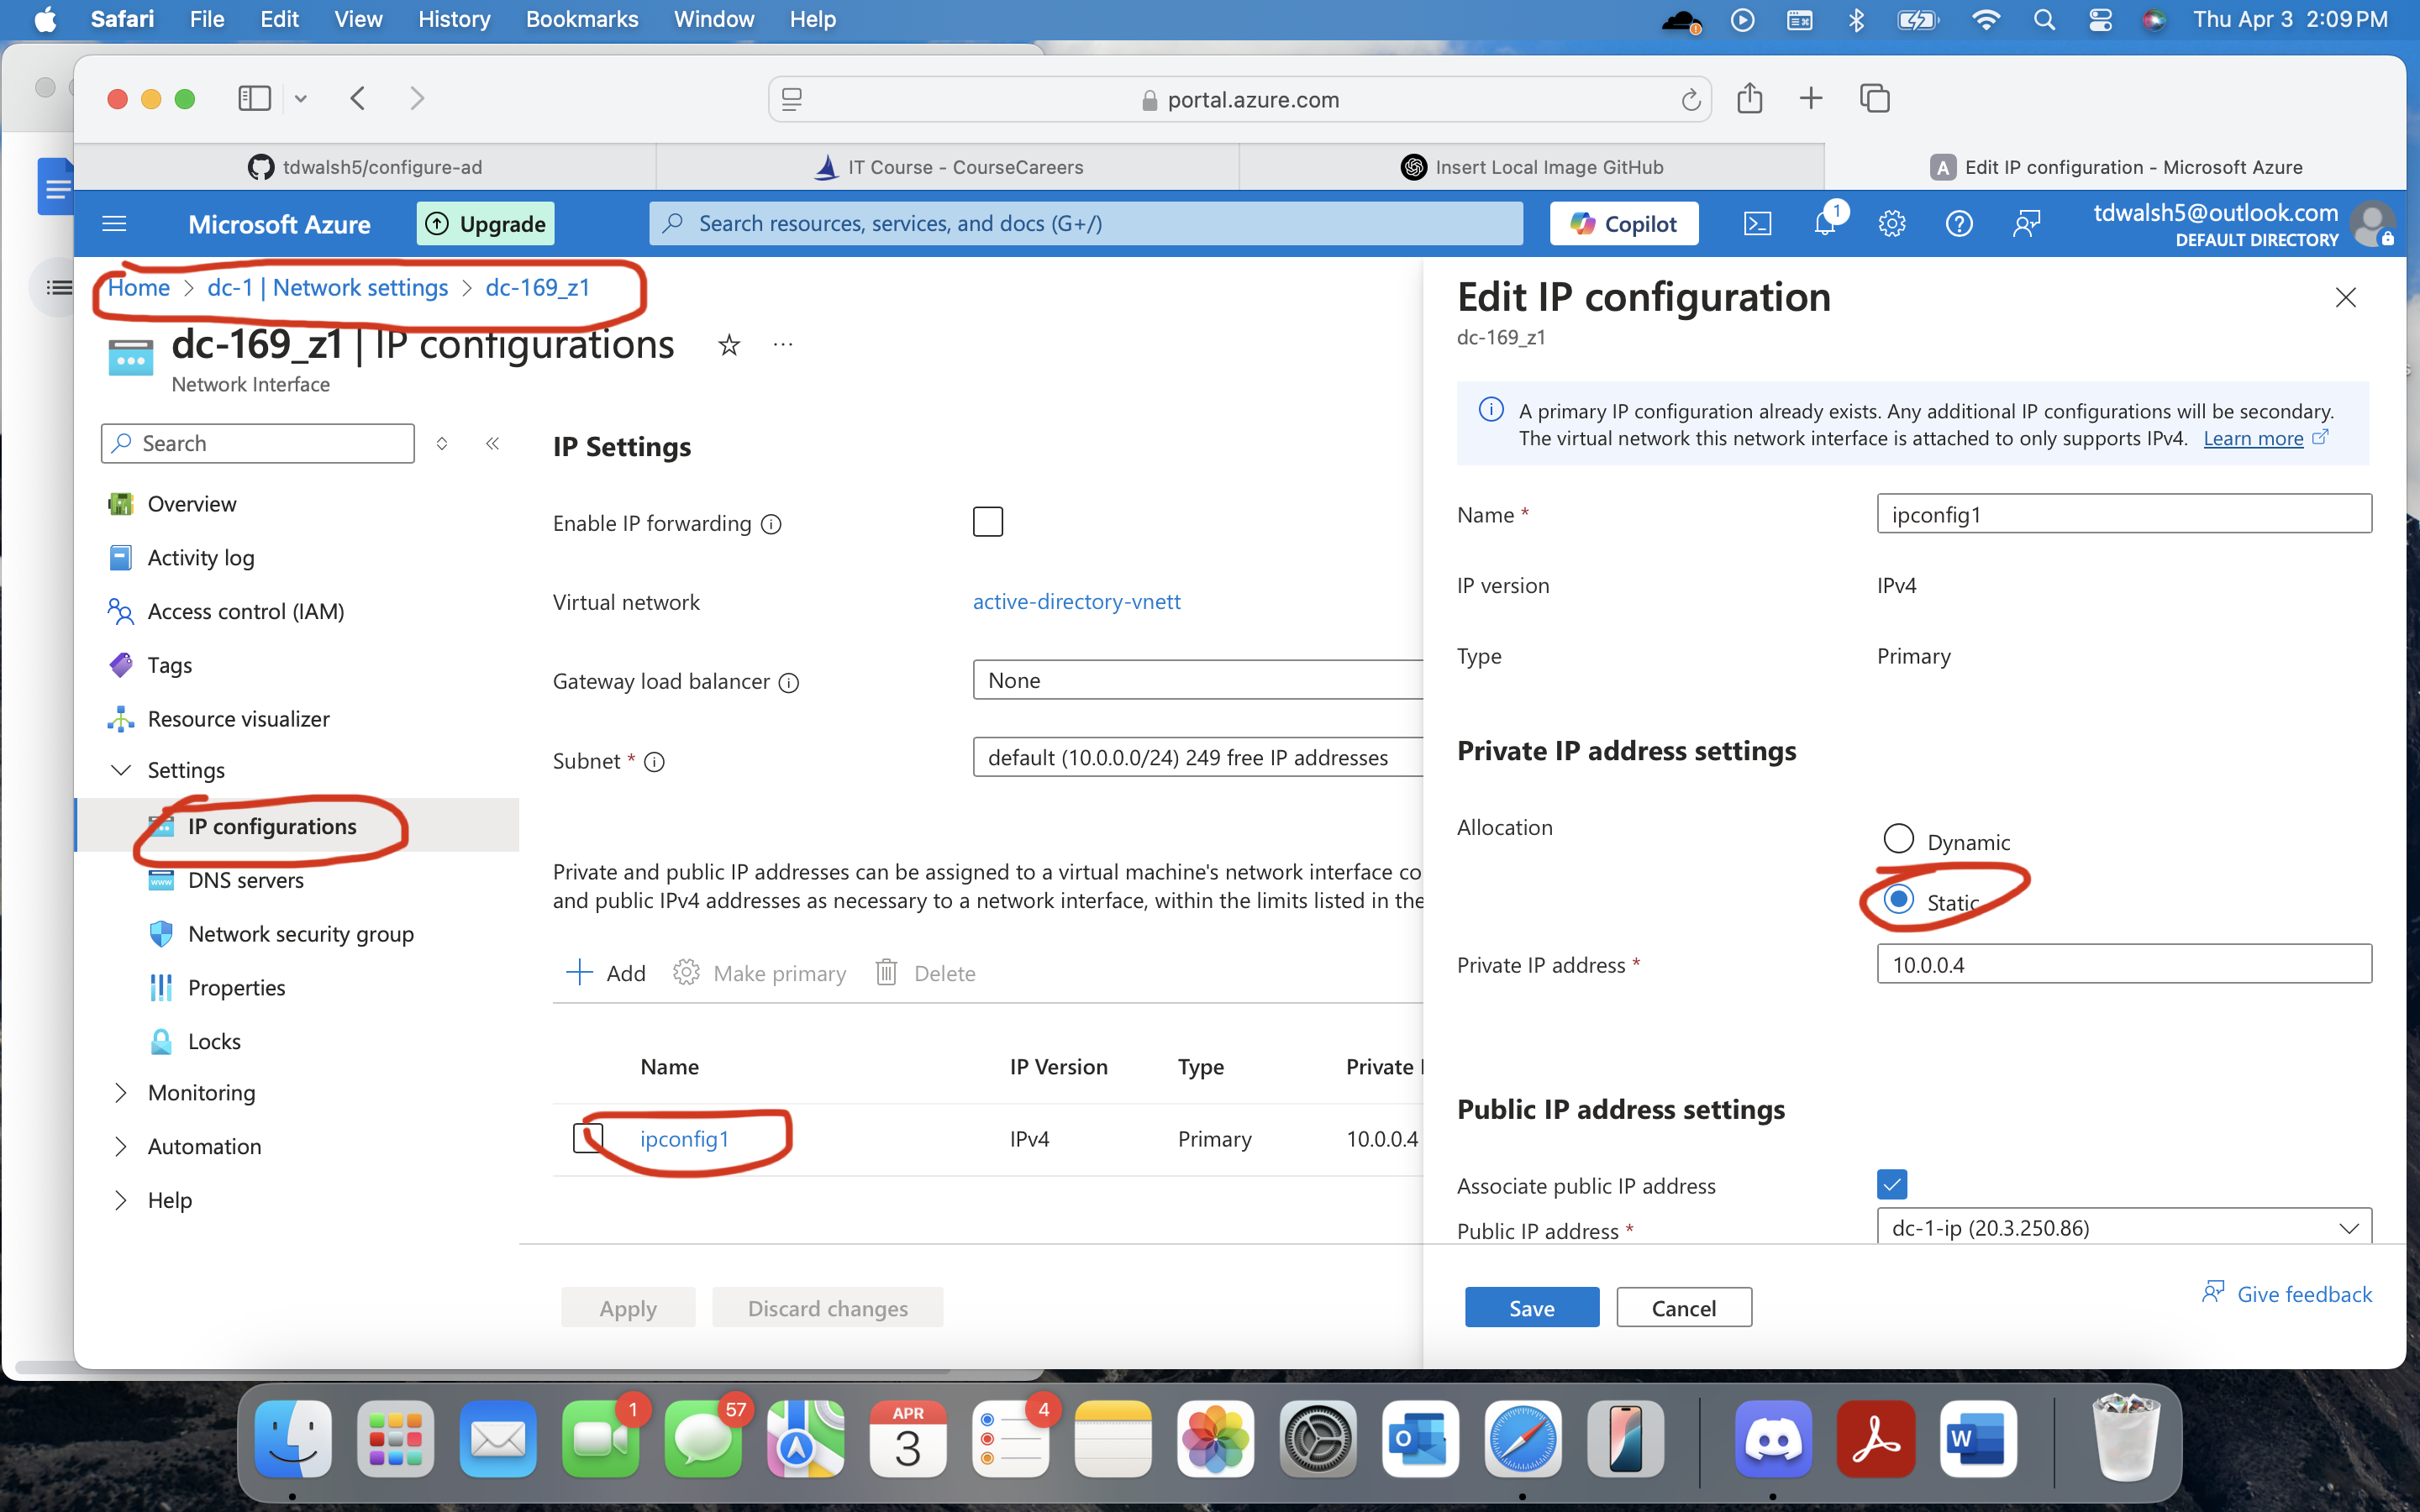 Safari File Edit View History Bookmarks Window Help Thu Apr 3 2:09 PM
portal.azure.com
tdwalsh5/configure-ad IT Course - CourseCareers Insert Local Image GitHub A Edit IP configuration - Microsoft Azure
Microsoft Azure Upgrade Search resources, services, and docs (G+/) Copilot 1 tdwalsh5@outlook.com
DEFAULT DIRECTORY
Home > dc-1 | Network settings > dc-169_z1
dc-169_z1 | IP configurations ...
Network Interface
Search
Overview
Activity log
Access control (IAM)
Tags
Resource visualizer
Settings
IP configurations
DNS servers
Network security group
Properties
Locks
Monitoring
Automation
Help
IP Settings
Enable IP forwarding
Virtual network active-directory-vnett
Gateway load balancer None
Subnet * default (10.0.0.0/24) 249 free IP addresses
Private and public IP addresses can be assigned to a virtual machine's network interface co
and public IPv4 addresses as necessary to a network interface, within the limits listed in the
Add Make primary Delete
Name IP Version Type Private
ipconfig1 IPv4 Primary 10.0.0.4
Apply Discard changes
Edit IP configuration
dc-169_z1
A primary IP configuration already exists. Any additional IP configurations will be secondary.
The virtual network this network interface is attached to only supports IPv4. Learn more
Name * ipconfig1
IP version IPv4
Type Primary
Private IP address settings
Allocation Dynamic
Static
Private IP address * 10.0.0.4
Public IP address settings
Associate public IP address
Public IP address * dc-1-ip (20.3.250.86)
Save Cancel Give feedback
1 57 APR 3 4